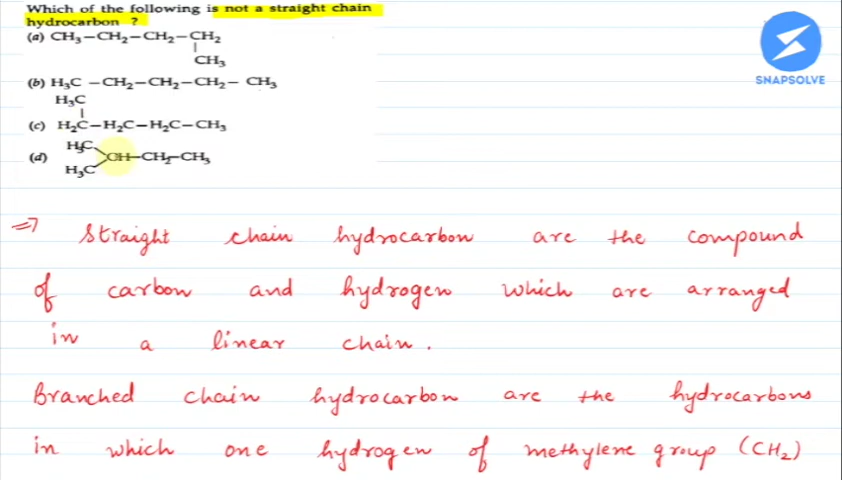 Which of the following is not a straight chain
hydrocarbon ?
(a) CH₃-CH₂-CH₂-CH₂
|
CH₃
(b) H₃C -CH₂-CH₂-CH₂- CH₃
H₃C
|
(c) H₂C-H₂C-H₂C-CH₃
H₃C
(d) CH-CH₂-CH₃
H₃C
SNAPSOLVE
=> Straight chain hydrocarbon are the compound
of carbon and hydrogen which are arranged
in a linear chain.
Branched chain hydrocarbon are the hydrocarbons
in which one hydrogen of methylene group (CH₂)